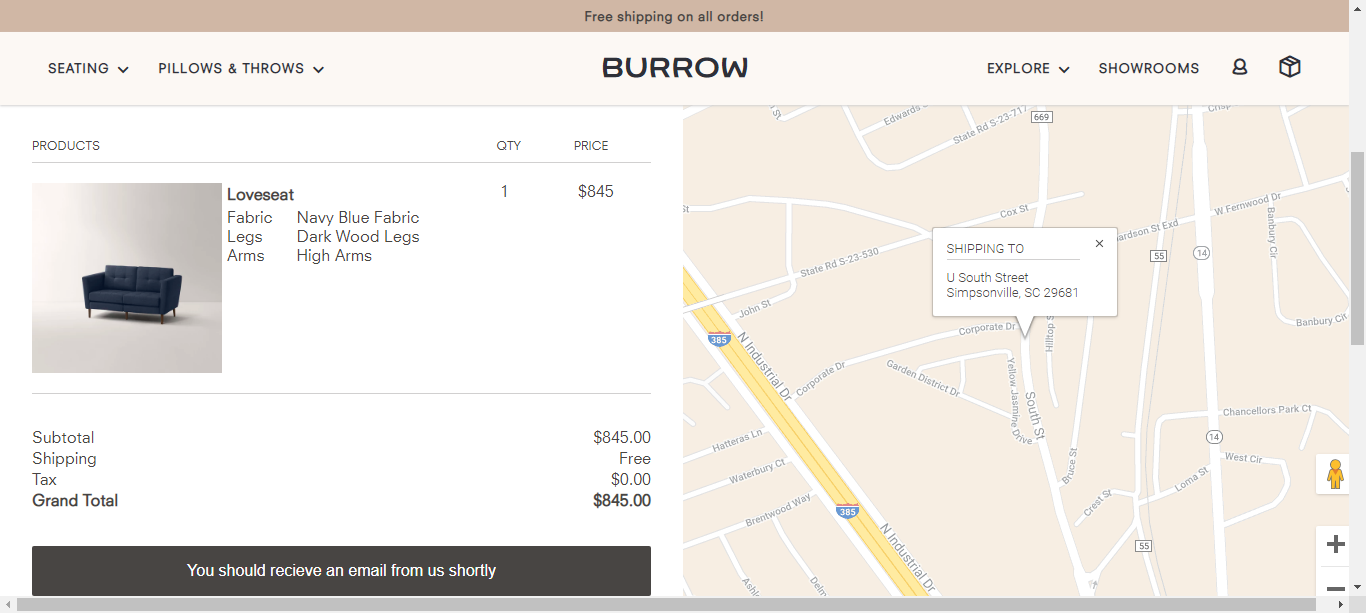 Free shipping on all orders!
SEATING
PILLOWS & THROWS
BURROW
EXPLORE
SHOWROOMS
PRODUCTS QTY PRICE
Loveseat 1 $845
Fabric Navy Blue Fabric
Legs Dark Wood Legs
Arms High Arms
Subtotal $845.00
Shipping Free
Tax $0.00
Grand Total $845.00
You should recieve an email from us shortly
SHIPPING TO
U South Street
Simpsonville, SC 29681
Edwards
St
State Rd S-23-717
669
Crisp
St
Cox St
W Fernwood Dr
ardson St Exd
Banbury Cir
55
14
State Rd S-23-530
John St
385
N Industrial Dr
Corporate Dr
Hilltop S
Banbury Cir
Corporate Dr
Garden District Dr
Yellow Jasmine Drive
South St
Chancellors Park Ct
Hatteras Ln
14
Bruce St
West Cir
Waterbury Ct
Loma St
Crest St
Brentwood Way
385
N Industrial Dr
55
Ashl
Delm